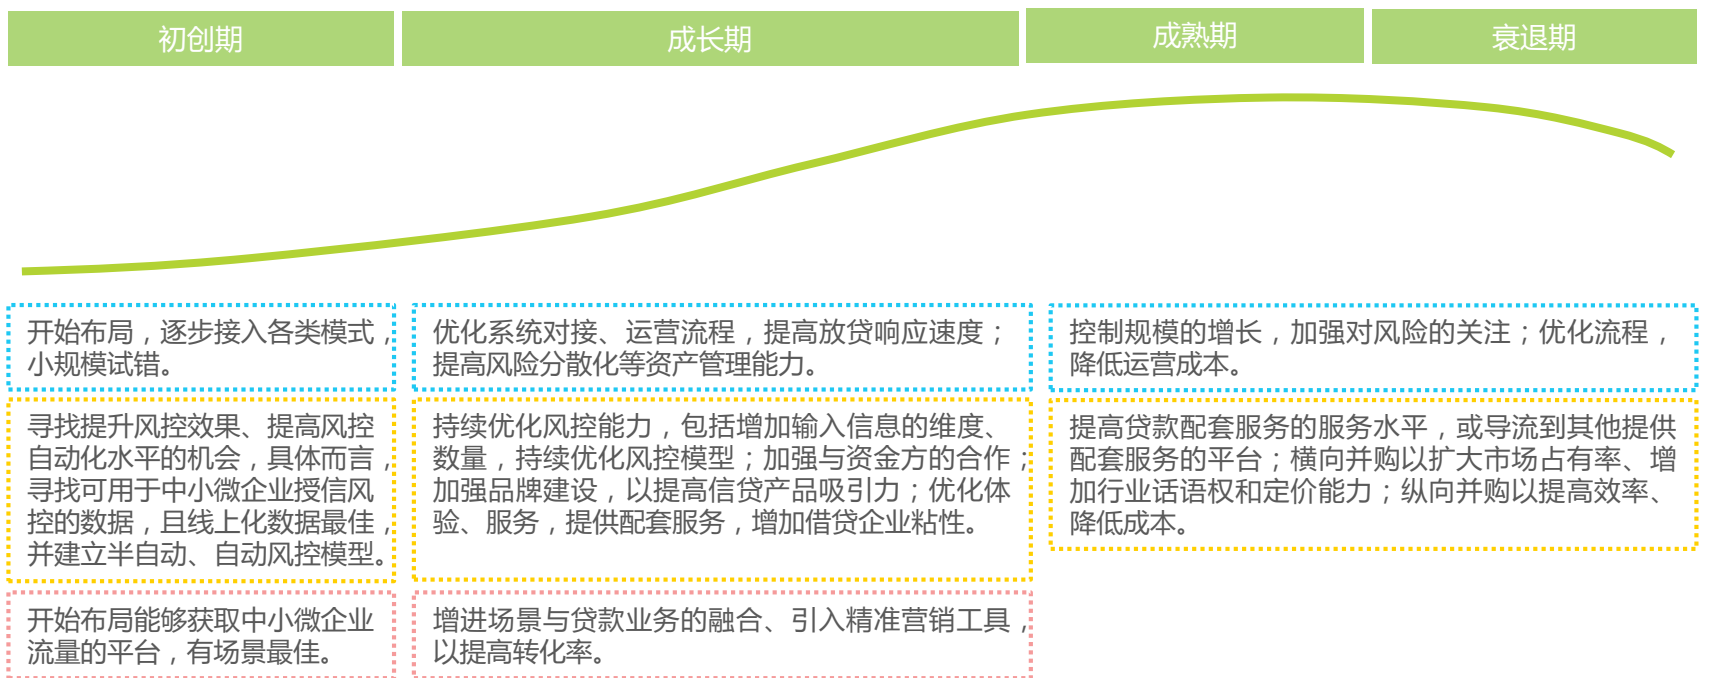 初创期
成长期
成熟期
衰退期
开始布局，逐步接入各类模式，
小规模试错。
优化系统对接、运营流程，提高放贷响应速度；
提高风险分散化等资产管理能力。
控制规模的增长，加强对风险的关注；优化流程，
降低运营成本。
寻找提升风控效果、提高风控
自动化水平的机会，具体而言，
寻找可用于中小微企业授信风
控的数据，且线上化数据最佳，
并建立半自动、自动风控模型。
持续优化风控能力，包括增加输入信息的维度、
数量，持续优化风控模型；加强与资金方的合作；
加强品牌建设，以提高信贷产品吸引力；优化体
验、服务，提供配套服务，增加借贷企业粘性。
提高贷款配套服务的服务水平，或导流到其他提供
配套服务的平台；横向并购以扩大市场占有率、增
加行业话语权和定价能力；纵向并购以提高效率、
降低成本。
开始布局能够获取中小微企业
流量的平台，有场景最佳。
增进场景与贷款业务的融合、引入精准营销工具，
以提高转化率。